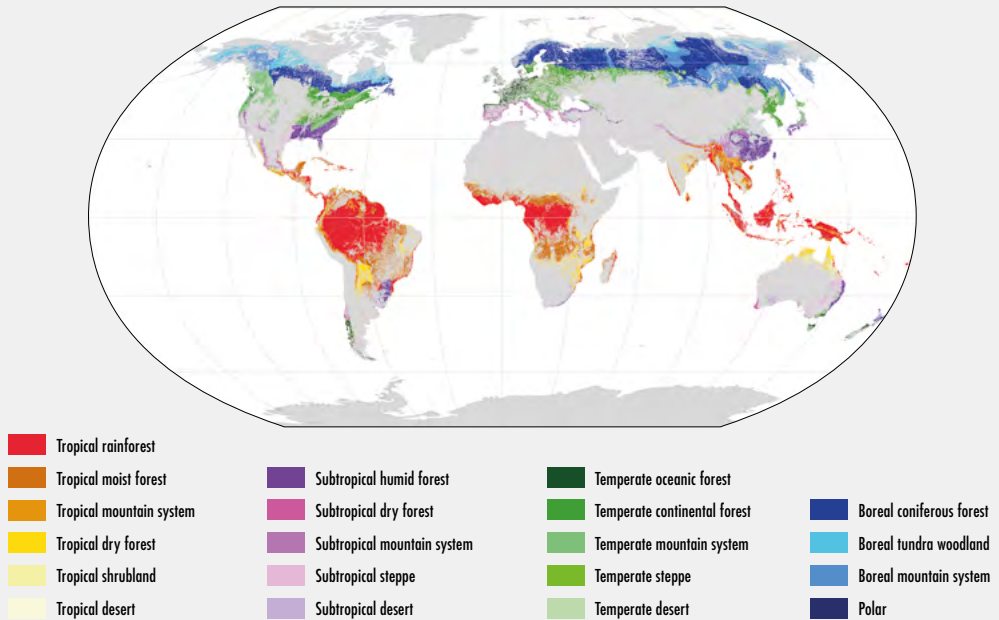 Tropical rainforest
Tropical moist forest
Tropical mountain system
Tropical dry forest
Tropical shrubland
Tropical desert
Subtropical humid forest
Subtropical dry forest
Subtropical mountain system
Subtropical steppe
Subtropical desert
Temperate oceanic forest
Temperate continental forest
Temperate mountain system
Temperate steppe
Temperate desert
Boreal coniferous forest
Boreal tundra woodland
Boreal mountain system
Polar